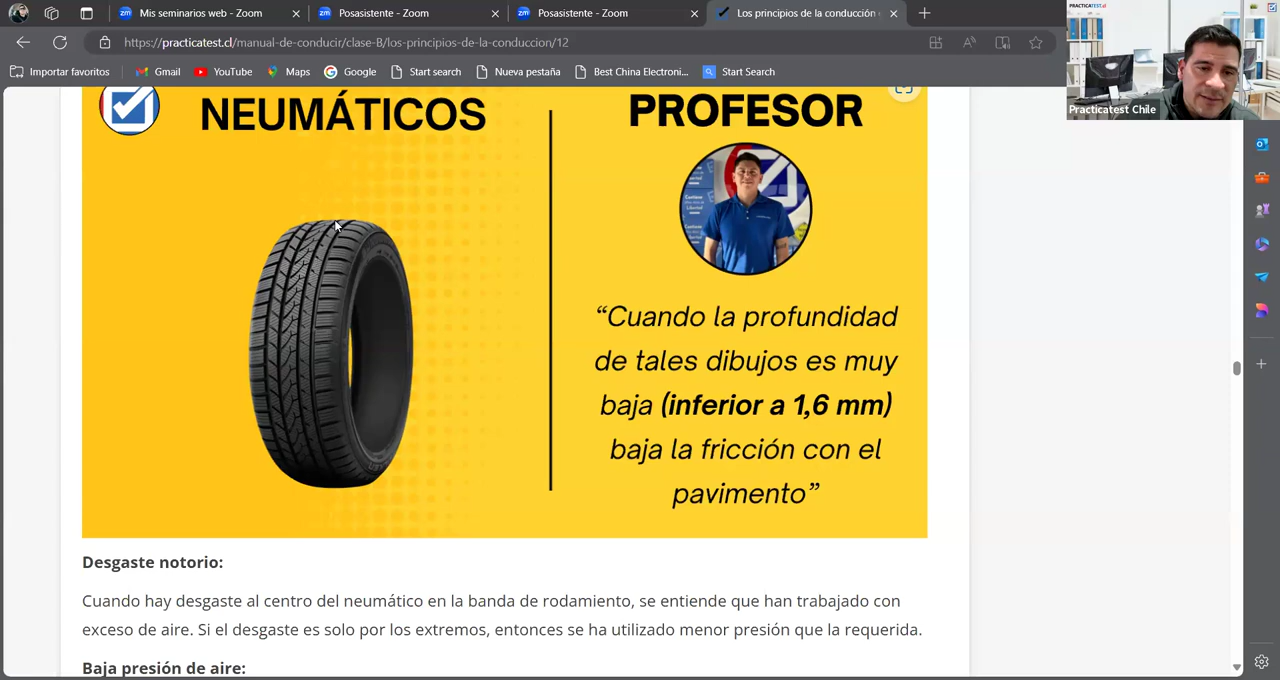 Mis seminarios web - Zoom
Posasistente - Zoom
Posasistente - Zoom
Los principios de la conducción
https://practicatest.cl/manual-de-conducir/clase-B/los-principios-de-la-conduccion/12
Importar favoritos
Gmail
YouTube
Maps
Google
Start search
Nueva pestaña
Best China Electroni...
Start Search
PRACTICATEST.cl
Practicatest Chile
NEUMÁTICOS
PROFESOR
“Cuando la profundidad
de tales dibujos es muy
baja (inferior a 1,6 mm)
baja la fricción con el
pavimento”
Desgaste notorio:
Cuando hay desgaste al centro del neumático en la banda de rodamiento, se entiende que han trabajado con
exceso de aire. Si el desgaste es solo por los extremos, entonces se ha utilizado menor presión que la requerida.
Baja presión de aire: